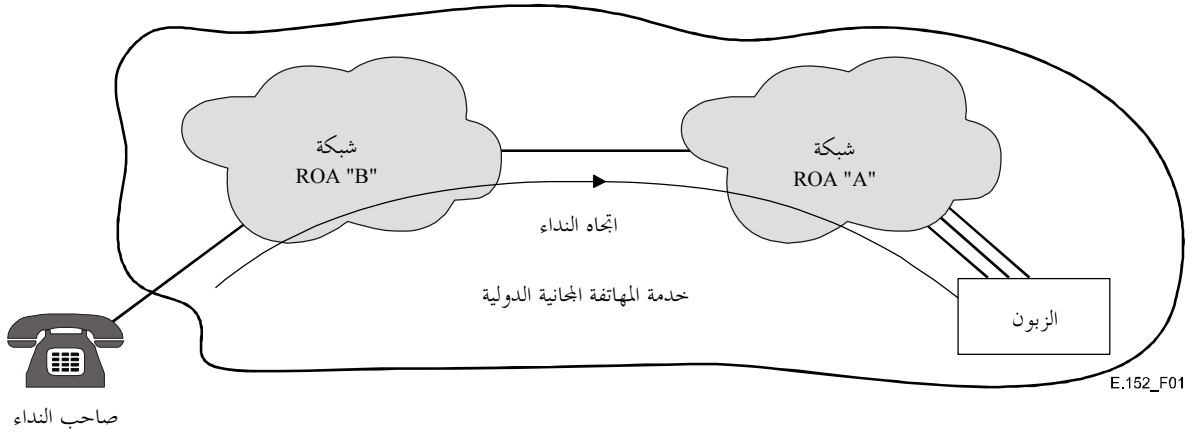 شبكة
ROA "B"
شبكة
ROA "A"
اتجاه النداء
خدمة المهاتفة المجانية الدولية
الزبون
E.152_F01
صاحب النداء